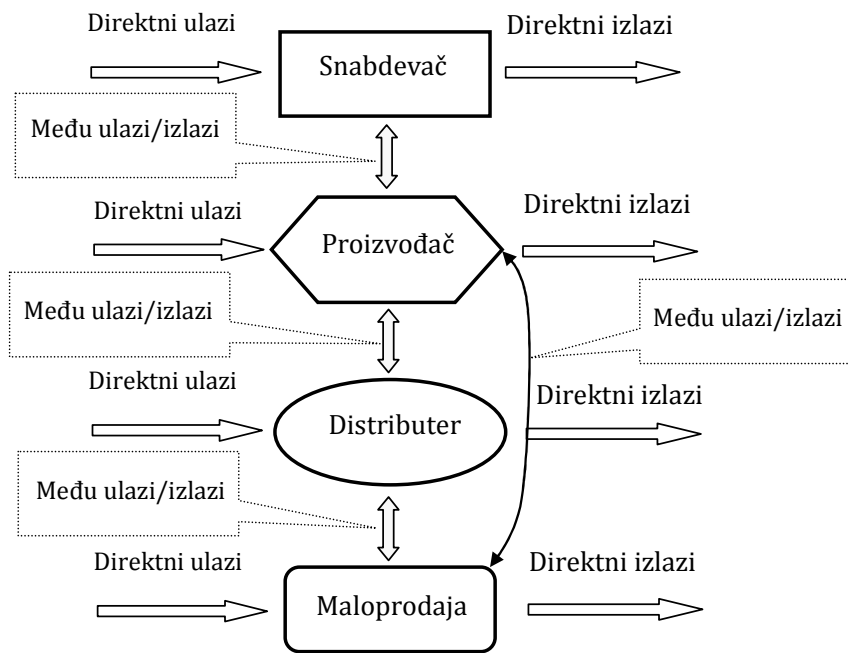 Direktni ulazi
Direktni izlazi
Snabdevač
Među ulazi/izlazi
Direktni ulazi
Direktni izlazi
Proizvođač
Među ulazi/izlazi
Među ulazi/izlazi
Direktni ulazi
Direktni izlazi
Distributer
Među ulazi/izlazi
Direktni ulazi
Direktni izlazi
Maloprodaja